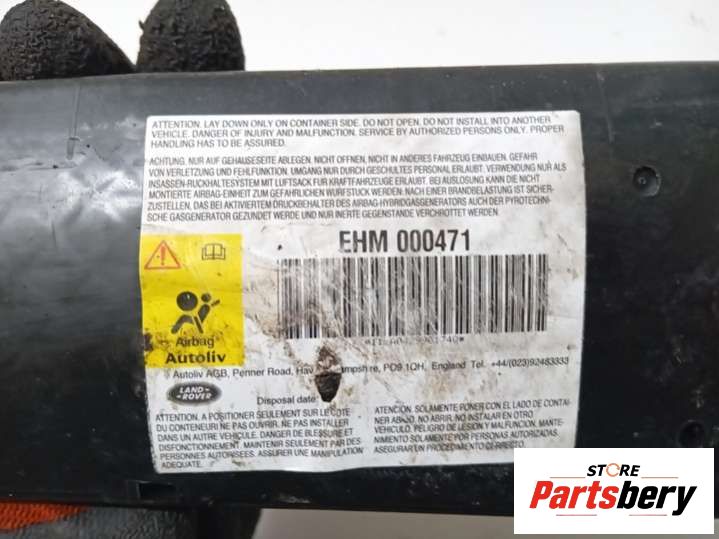 ATTENTION. LAY DOWN ONLY ON CONTAINER SIDE. DO NOT OPEN. DO NOT INSTALL INTO ANOTHER
VEHICLE. DANGER OF INJURY AND MALFUNCTION. SERVICE BY AUTHORIZED PERSONS ONLY. PROPER
HANDLING HAS TO BE ASSURED.
ACHTUNG. NUR AUF GEHAUSESEITE ABLEGEN. NICHT OFFNEN, NICHT IN ANDERES FAHRZEUG EINBAUEN. GEFAHR
VON VERLETZUNG UND FEHLFUNKTION. UMGANG NUR DURCH GESCHULTES PERSONAL ERLAUBT. VERWENDUNG NUR ALS
INSASSEN-RUCKHALTESYSTEM MIT LUFTSACK FUR KRAFTFAHRZEUGE ERLAUBT. BEI AUSLOSUNG KANN DIE NICHT
MONTIERTE AIRBAG-EINHEIT ZUM GEFAHRLICHEN WURFSTUCK WERDEN: NACH EINER BRANDBELASTUNG IST SICHER-
ZUSTELLEN, DAS BEI AKTIVIERTEM DRUCKBEHALTER DES AIRBAG-HYBRIDGASGENERATORS AUCH DER PYROTECHNI-
SCHE GASGENERATOR GEZUNDET WERDE UND NUR INERTE GEGENSTANDE VERSCHROTTET WERDEN.
EHM 000471
Airbag
Autoliv
Autoliv AGB, Penner Road, PO9 1QH, England Tel. +44/(023)92483333
LAND-
ROVER
Disposal date:
ATTENTION, A POSITIONER SEULEMENT SUR LE COTE
DU CONTENEUR NE PAS OUVRIR. NE PAS INSTALLER
DANS UNE AUTRE VEHICULE. DANGER DE BLESSURE ET
DISFONCTIONNEMENT. MAINTENIR SEULEMENT PAR DES
PERSONNES AUTORISEES. ASSURER UNE MANIPULATION
ADEQUATE.
ATENCIÓN. SOLAMENTE PONER CON EL LADO DE CONTAI-
NER ABAJO, NO ABRIR. NO INSTALAR EN OTRO
VEHICULO. PELIGRO DE LESION Y MALFUNCION, MANTE-
NIMIENTO SOLAMENTE POR PERSONAS AUTORIZADAS.
ASEGURAR UN PROCEDIMIENTO CORRECTO.
STORE
Partsbery